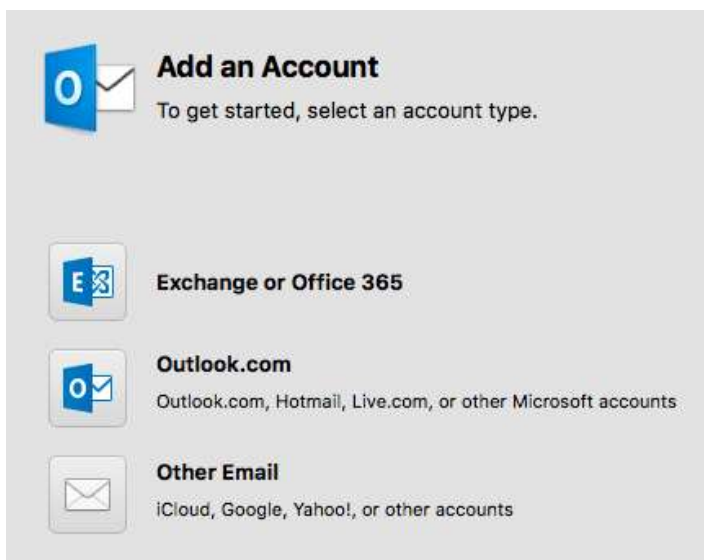 Add an Account
To get started, select an account type.
Exchange or Office 365
Outlook.com
Outlook.com, Hotmail, Live.com, or other Microsoft accounts
Other Email
iCloud, Google, Yahoo!, or other accounts